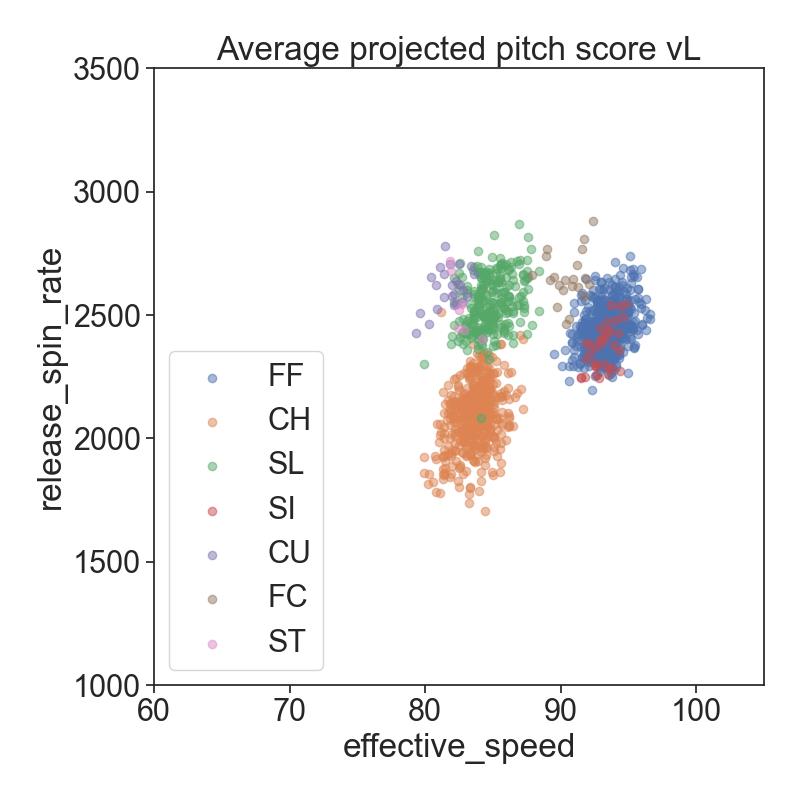 Average projected pitch score vL
3500
3000
2500
2000
1500
1000
release_spin_rate
FF
CH
SL
SI
CU
FC
ST
60
70
80
90
100
effective_speed